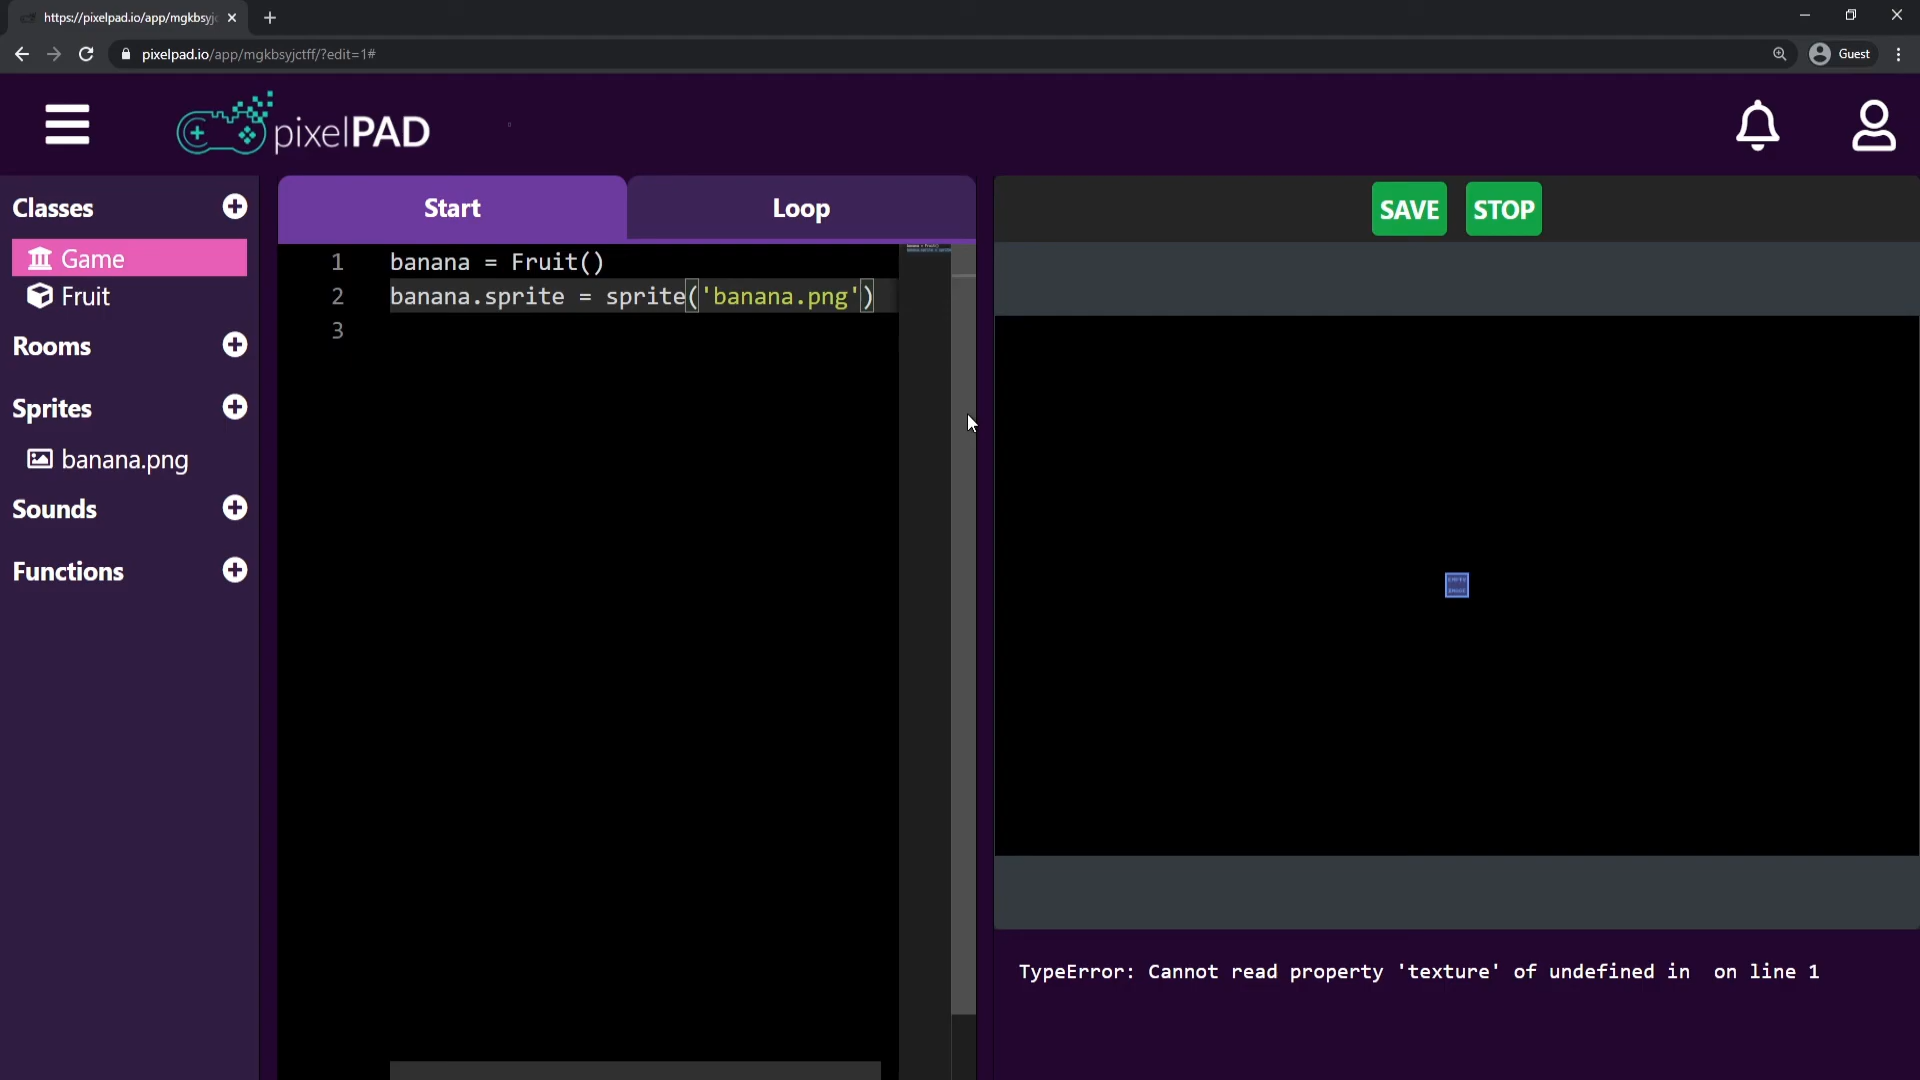 https://pixelpad.io/app/mgkbsyjc
pixelpad.io/app/mgkbsyjctff/?edit=1#
Guest
pixelPAD
Classes
Game
Fruit
Rooms
Sprites
banana.png
Sounds
Functions
Start
Loop
1 banana = Fruit()
2 banana.sprite = sprite('banana.png')
3
SAVE
STOP
TypeError: Cannot read property 'texture' of undefined in on line 1